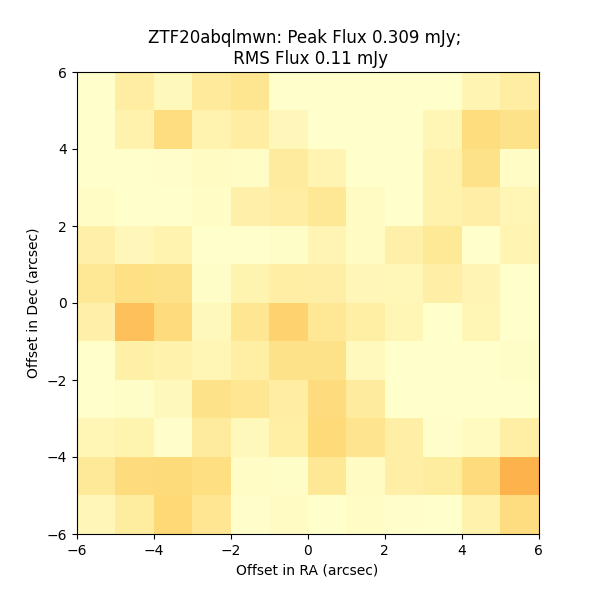 ZTF20abqlmwn: Peak Flux 0.309 mJy;
RMS Flux 0.11 mJy
6
4
2
0
−2
−4
−6
Offset in Dec (arcsec)
−6 −4 −2 0 2 4 6
Offset in RA (arcsec)